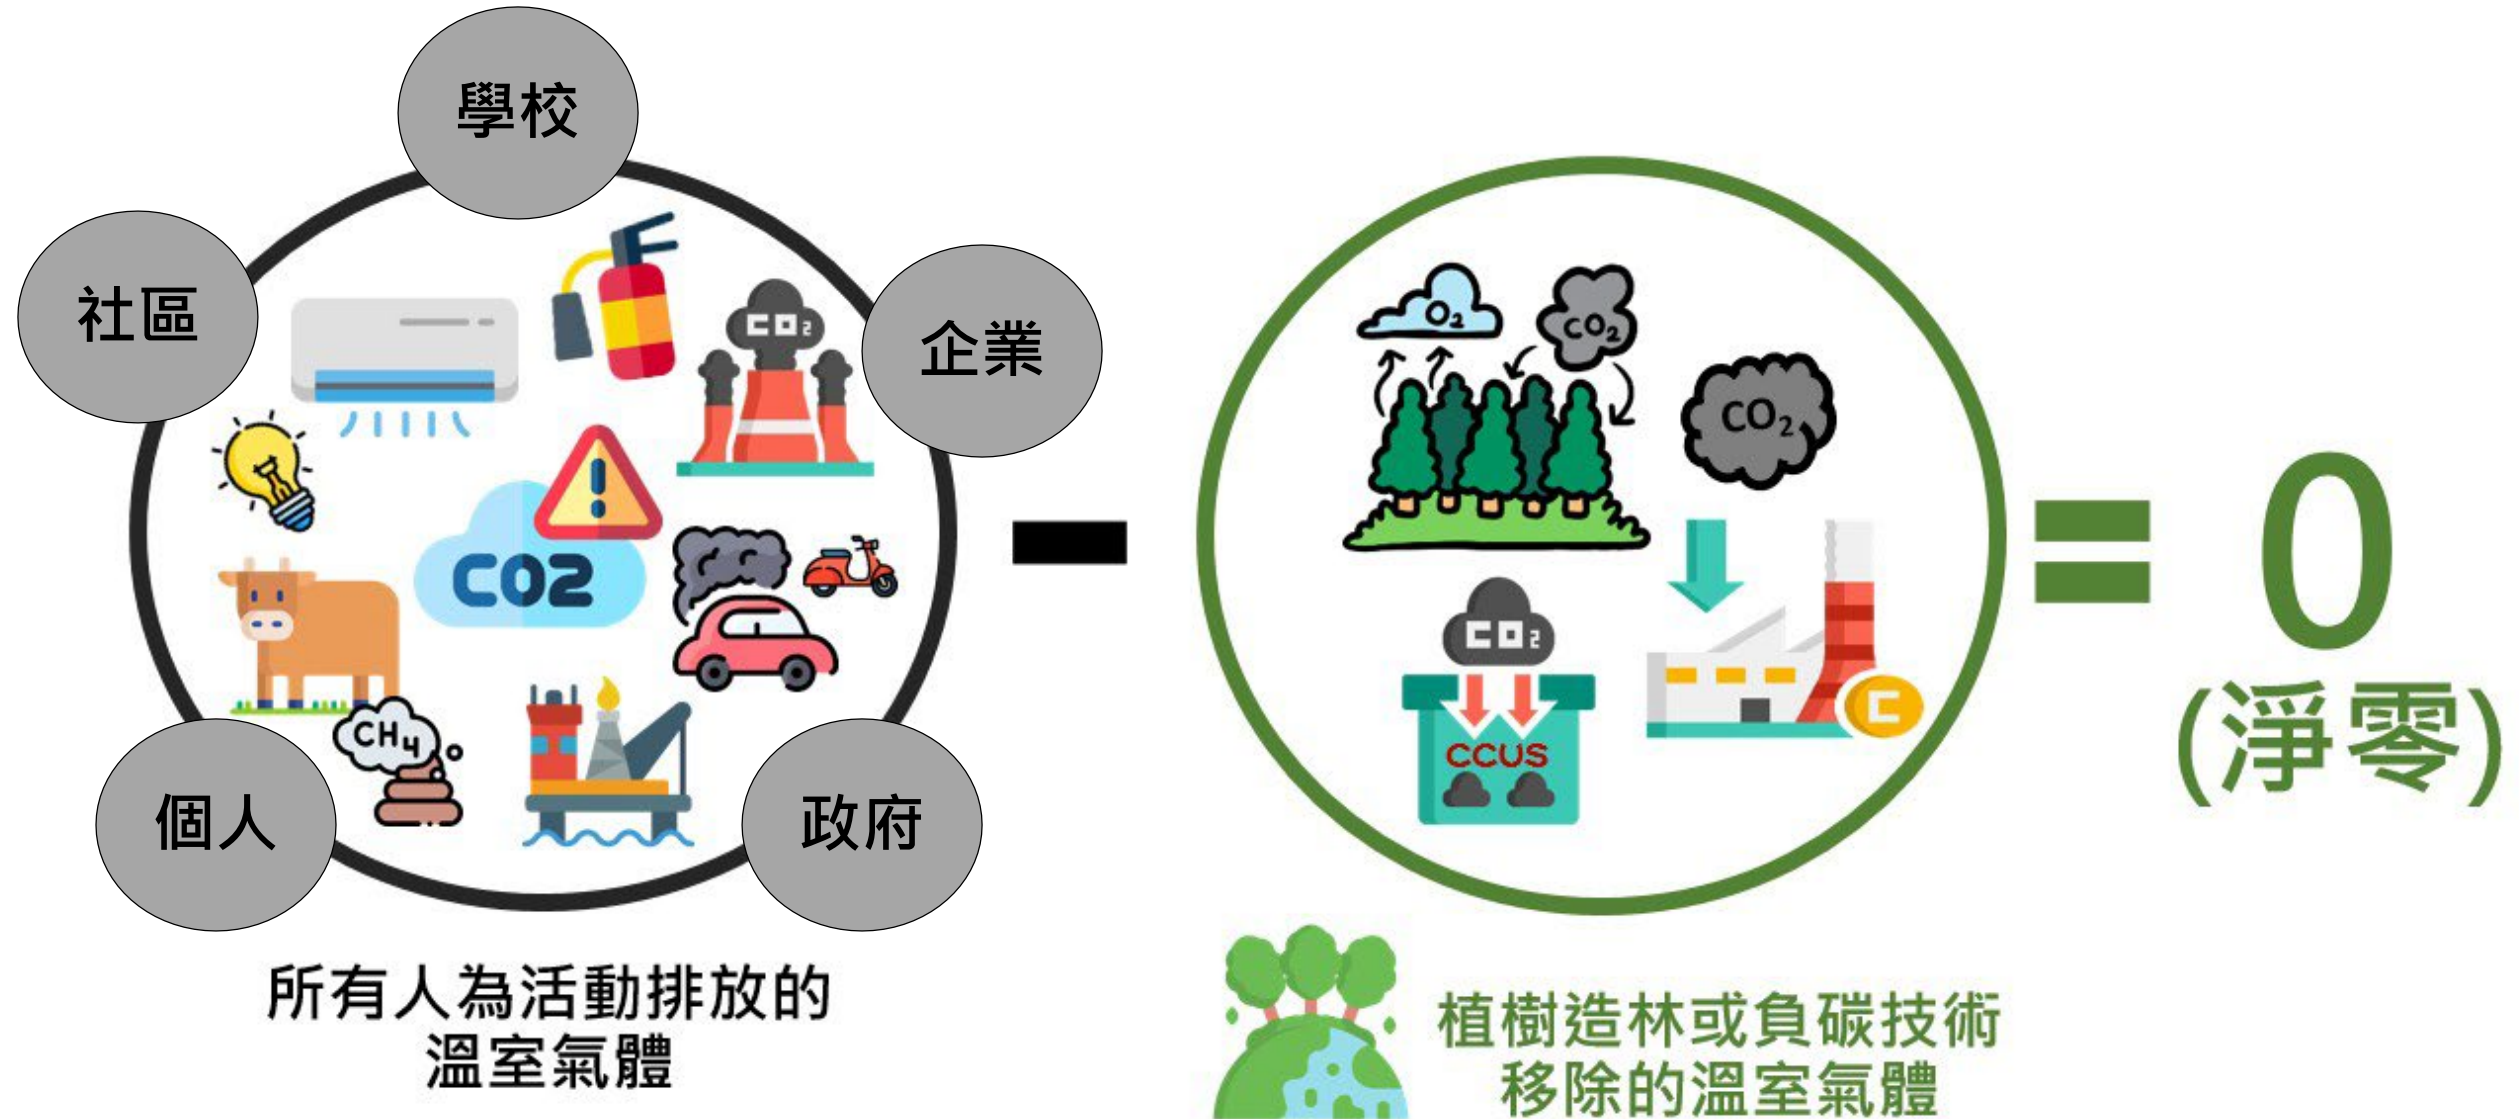 學校
社區
企業
CO2
CO2
個人
CH4
政府
所有人為活動排放的
溫室氣體
−
O2
CO2
CO2
CO2
CCUS
C
植樹造林或負碳技術
移除的溫室氣體
= 0
(淨零)